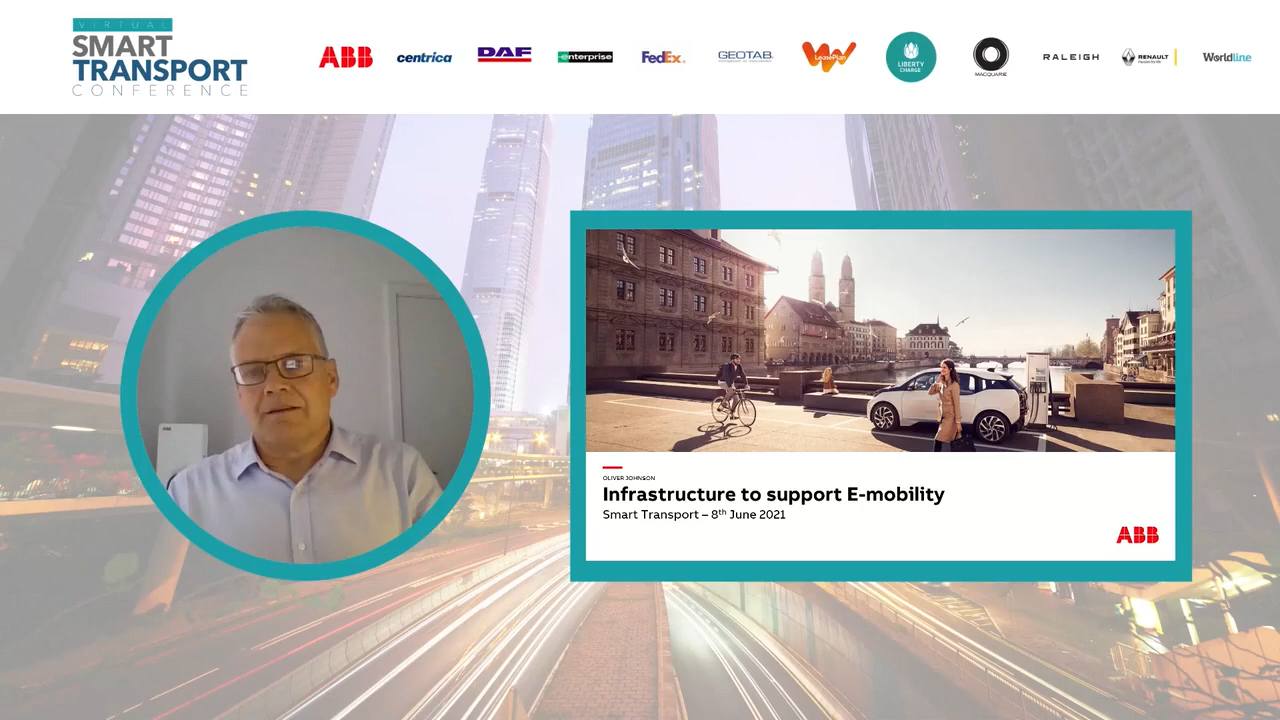 VIRTUAL
SMART
TRANSPORT
CONFERENCE
ABB
centrica
DAF
enterprise
FedEx
GEOTAB
LeasePlan
LIBERTY
CHARGE
MACQUARIE
RALEIGH
RENAULT
Worldline
ABB
OLIVER JOHNSON
Infrastructure to support E-mobility
Smart Transport – 8th June 2021
ABB